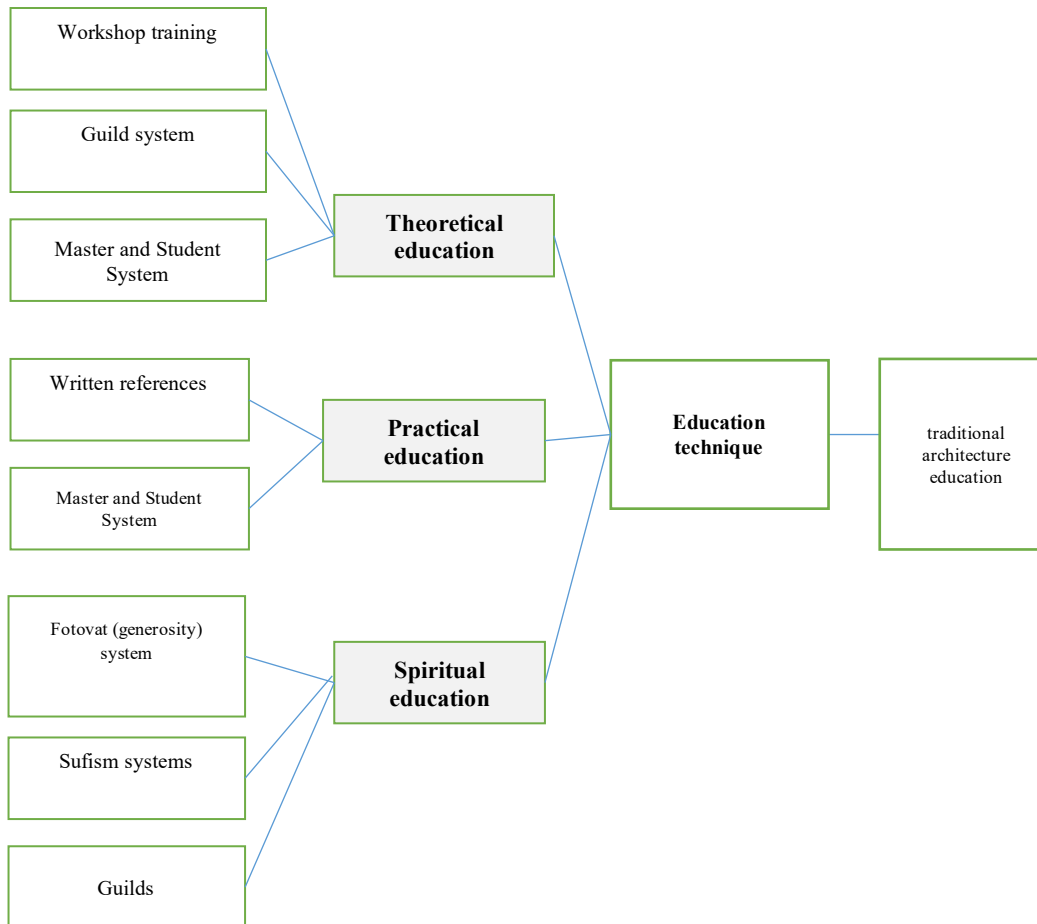 Workshop training
Guild system
Master and Student
System
Theoretical
education
Written references
Master and Student
System
Practical
education
Fotovat (generosity)
system
Sufism systems
Guilds
Spiritual
education
Education
technique
traditional
architecture
education